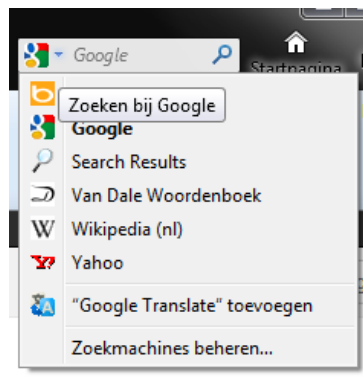 Google
Startpagina
Zoeken bij Google
Google
Search Results
Van Dale Woordenboek
Wikipedia (nl)
Yahoo
“Google Translate” toevoegen
Zoekmachines beheren...